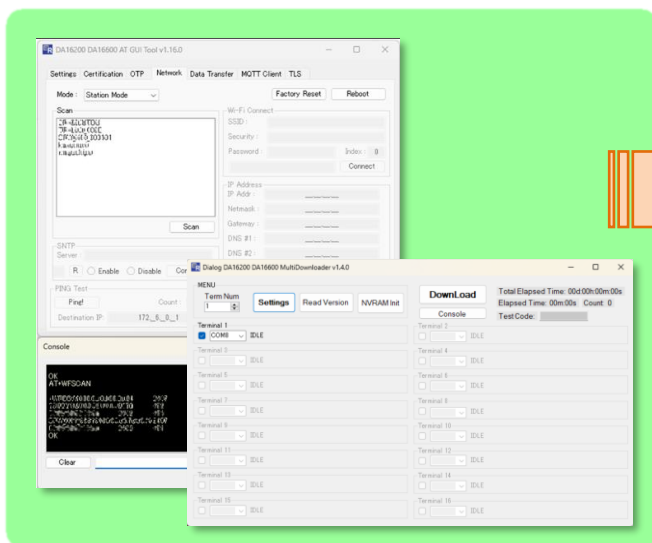 DA16200 DA16600 AT GUI Tool v1.16.0
Settings Certification OTP Network Data Transfer MQTT Client TLS
Mode : Station Mode
Factory Reset Reboot
Scan
Scan
Wi-Fi Connect
SSID :
Security :
Password : Index : 0
Connect
IP Address
IP Addr :
Netmask :
Gateway :
DNS #1 :
DNS #2 :
SNTP
Server :
R Enable Disable
PING Test
Ping! Count :
Destination IP
Console
OK
AT+WFSCAN
OK
Clear
Dialog DA16200 DA16600 MultiDownloader v1.4.0
MENU
Term Num
1
Settings Read Version NVRAM Init
DownLoad
Console
Total Elapsed Time: 00d:00h:00m:00s
Elapsed Time: 00m:00s Count 0
Test Code:
Terminal 1 Terminal 2
COM8 IDLE IDLE
Terminal 3 Terminal 4
IDLE IDLE
Terminal 5 Terminal 6
IDLE IDLE
Terminal 7 Terminal 8
IDLE IDLE
Terminal 9 Terminal 10
IDLE IDLE
Terminal 11 Terminal 12
IDLE IDLE
Terminal 13 Terminal 14
IDLE IDLE
Terminal 15 Terminal 16
IDLE IDLE